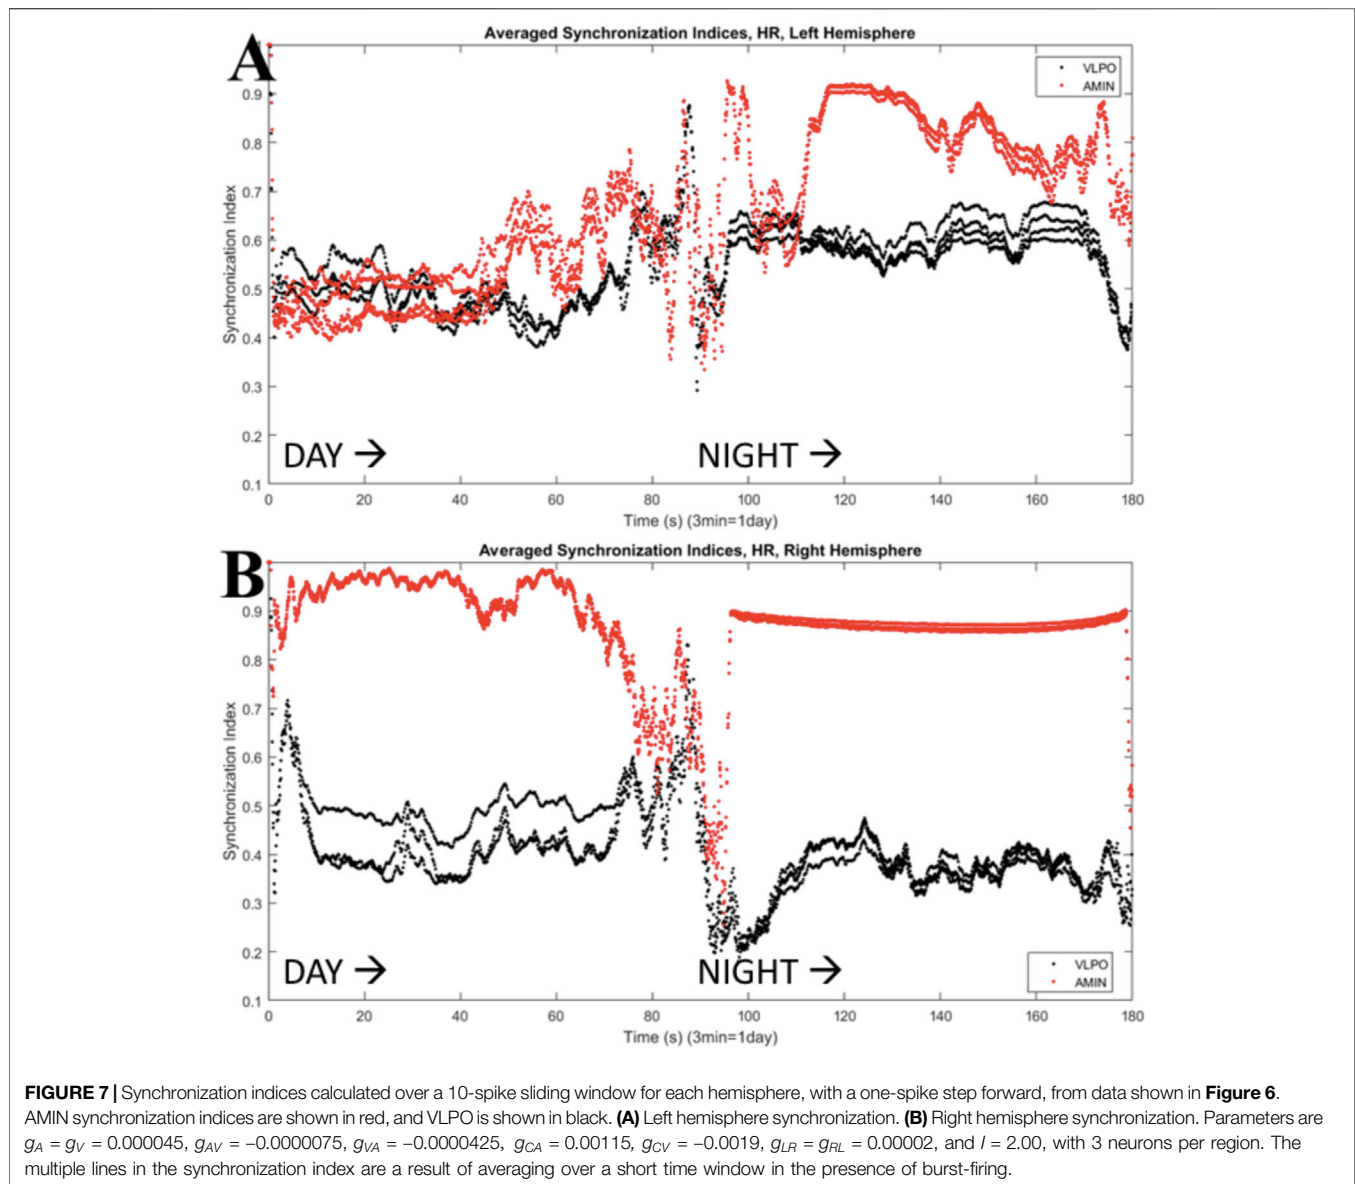 A
Averaged Synchronization Indices, HR, Left Hemisphere
VLPO
AMIN
Synchronization Index
0.9
0.8
0.7
0.6
0.5
0.4
0.3
0.2
0.1
DAY →
NIGHT →
0 20 40 60 80 100 120 140 160 180
Time (s) (3min=1day)
B
Averaged Synchronization Indices, HR, Right Hemisphere
Synchronization Index
0.9
0.8
0.7
0.6
0.5
0.4
0.3
0.2
0.1
DAY →
NIGHT →
VLPO
AMIN
0 20 40 60 80 100 120 140 160 180
Time (s) (3min=1day)
FIGURE 7 | Synchronization indices calculated over a 10-spike sliding window for each hemisphere, with a one-spike step forward, from data shown in Figure 6.
AMIN synchronization indices are shown in red, and VLPO is shown in black. (A) Left hemisphere synchronization. (B) Right hemisphere synchronization. Parameters are
g_A = g_V = 0.000045, g_AV = −0.0000075, g_VA = −0.0000425, g_CA = 0.00115, g_CV = −0.0019, g_LR = g_RL = 0.00002, and I = 2.00, with 3 neurons per region. The
multiple lines in the synchronization index are a result of averaging over a short time window in the presence of burst-firing.